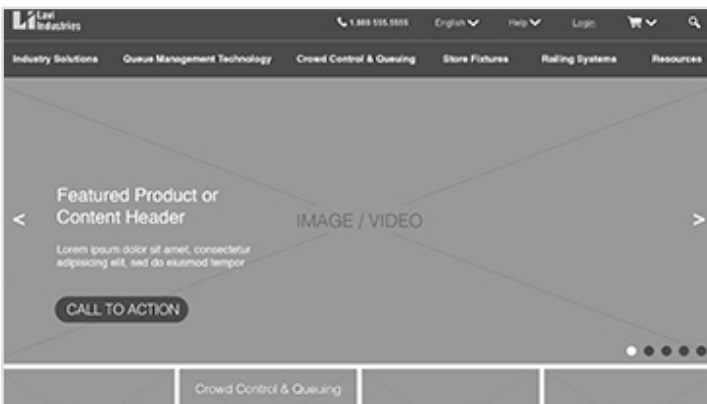 Lavi
Industries
1.888 555.5555 English Help Login
Industry Solutions Queue Management Technology Crowd Control & Queuing Store Fixtures Railing Systems Resources
Featured Product or
Content Header
< IMAGE / VIDEO >
Lorem ipsum dolor sit amet, consectetur
adipisicing elit, sed do eiusmod tempor
CALL TO ACTION
Crowd Control & Queuing